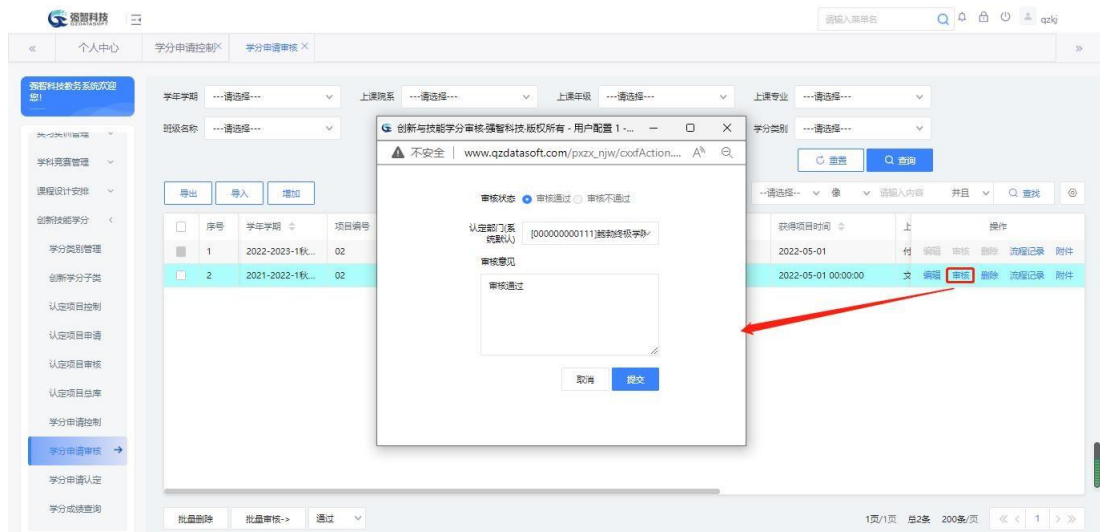 强智科技
QZDATASOFT
请输入菜单名
qzkj
个人中心
学分申请控制
学分申请审核
强智科技教务系统欢迎
您!
实习实训管理
学科竞赛管理
课程设计安排
创新技能学分
学分类别管理
创新学分子类
认定项目控制
认定项目申请
认定项目审核
认定项目总库
学分申请控制
学分申请审核
学分申请认定
学分成绩查询
学年学期 ---请选择---
上课院系 ---请选择---
上课年级 ---请选择---
上课专业 ---请选择---
班级名称 ---请选择---
学分类别 ---请选择---
重置 查询
导出 导入 增加
--请选择-- 像 请输入内容 并且 查找
序号 学年学期 项目编号 获得项目时间 上 操作
1 2022-2023-1秋... 02 2022-05-01 付 编辑 审核 删除 流程记录 附件
2 2021-2022-1秋... 02 2022-05-01 00:00:00 文 编辑 审核 删除 流程记录 附件
创新与技能学分审核-强智科技.版权所有 - 用户配置 1 -...
不安全 www.qzdatasoft.com/pxzx_njw/cxxfAction....
审核状态 审核通过 审核不通过
认定部门(系
统默认)
审核意见
审核通过
取消 提交
批量删除 批量审核-> 通过
1页/1页 总2条 200条/页 1